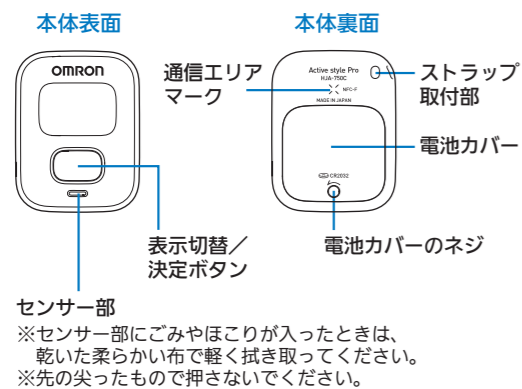 本体表面
本体裏面
OMRON
通信エリア
マーク
Active style Pro
HJA-750C
NFC-F
MADE IN JAPAN
CR2032
ストラップ
取付部
電池カバー
電池カバーのネジ
表示切替／
決定ボタン
センサー部
※センサー部にごみやほこりが入ったときは、
乾いた柔らかい布で軽く拭き取ってください。
※先の尖ったもので押さないでください。